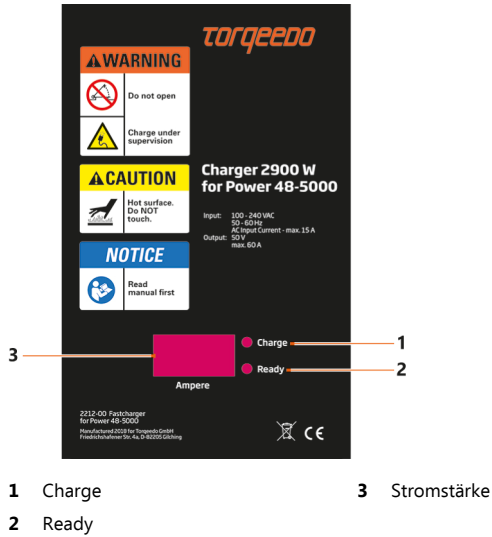 torqeedo
WARNING
Do not open
Charge under
supervision
CAUTION
Hot surface.
Do NOT
touch.
NOTICE
Read
manual first
Charger 2900 W
for Power 48-5000
Input: 100 - 240 VAC
50 - 60 Hz
AC Input Current - max. 15 A
Output: 50 V
max. 60 A
Charge
1
3
Ready
2
Ampere
2212-00 Fastcharger
for Power 48-5000
Manufactured 2018 for Torqeedo GmbH
Friedrichshafener Str. 4a, D-82205 Gilching
CE
1 Charge
3 Stromstärke
2 Ready